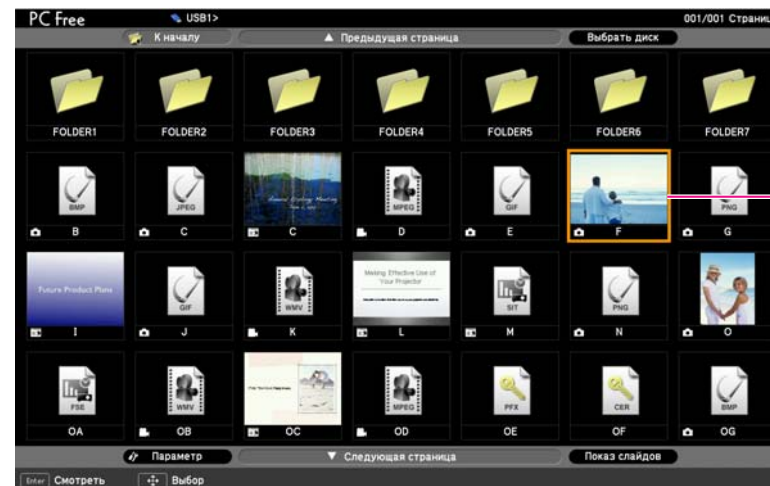 PC Free USB1> 001/001 Страниц
К началу ▲ Предыдущая страница Выбрать диск
FOLDER1 FOLDER2 FOLDER3 FOLDER4 FOLDER5 FOLDER6 FOLDER7
BMP JPEG MPEG GIF PNG
B C C D E F G
Future Product Plans GIF WMV Making Effective Use of
Your Projector SIT PNG
I J K L M N O
FSE WMV MPEG PFX CER BMP
OA OB OC OD OE OF OG
Параметр ▼ Следующая страница Показ слайдов
Enter Смотреть Выбор